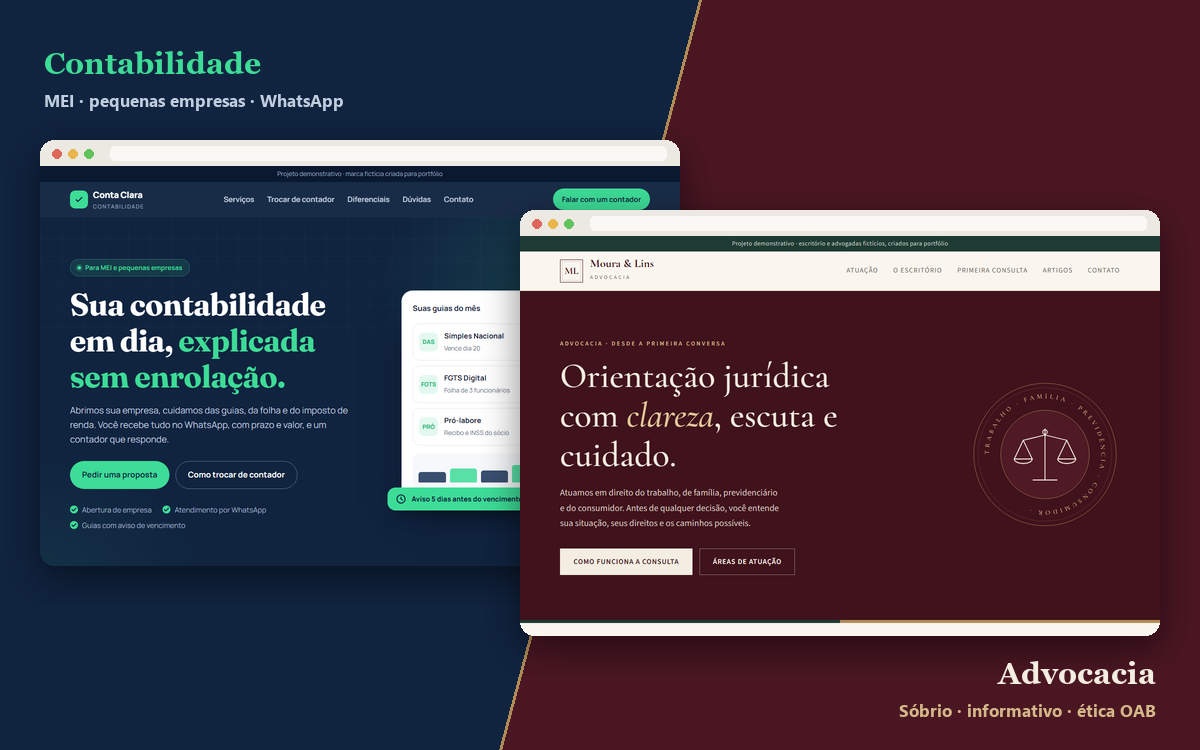 Contabilidade
MEI · pequenas empresas · WhatsApp
Projeto demonstrativo · marca fictícia criada para portfólio
Conta Clara
CONTABILIDADE
Serviços Trocar de contador Diferenciais Dúvidas Contato
Falar com um contador
Para MEI e pequenas empresas
Sua contabilidade
em dia, explicada
sem enrolação.
Abrimos sua empresa, cuidamos das guias, da folha e do imposto de
renda. Você recebe tudo no WhatsApp, com prazo e valor, e um
contador que responde.
Pedir uma proposta
Como trocar de contador
Abertura de empresa
Atendimento por WhatsApp
Guias com aviso de vencimento
Suas guias do mês
DAS
Simples Nacional
Vence dia 20
FGTS
FGTS Digital
Folha de 3 funcionários
PRÓ
Pró-labore
Recibo e INSS do sócio
Aviso 5 dias antes do vencimento
Projeto demonstrativo · escritório e advogadas fictícios, criados para portfólio
ML
Moura & Lins
ADVOCACIA
ATUAÇÃO O ESCRITÓRIO PRIMEIRA CONSULTA ARTIGOS CONTATO
ADVOCACIA · DESDE A PRIMEIRA CONVERSA
Orientação jurídica
com clareza, escuta e
cuidado.
Atuamos em direito do trabalho, de família, previdenciário
e do consumidor. Antes de qualquer decisão, você entende
sua situação, seus direitos e os caminhos possíveis.
COMO FUNCIONA A CONSULTA
ÁREAS DE ATUAÇÃO
TRABALHO · FAMÍLIA · PREVIDÊNCIA · CONSUMIDOR ·
Advocacia
Sóbrio · informativo · ética OAB